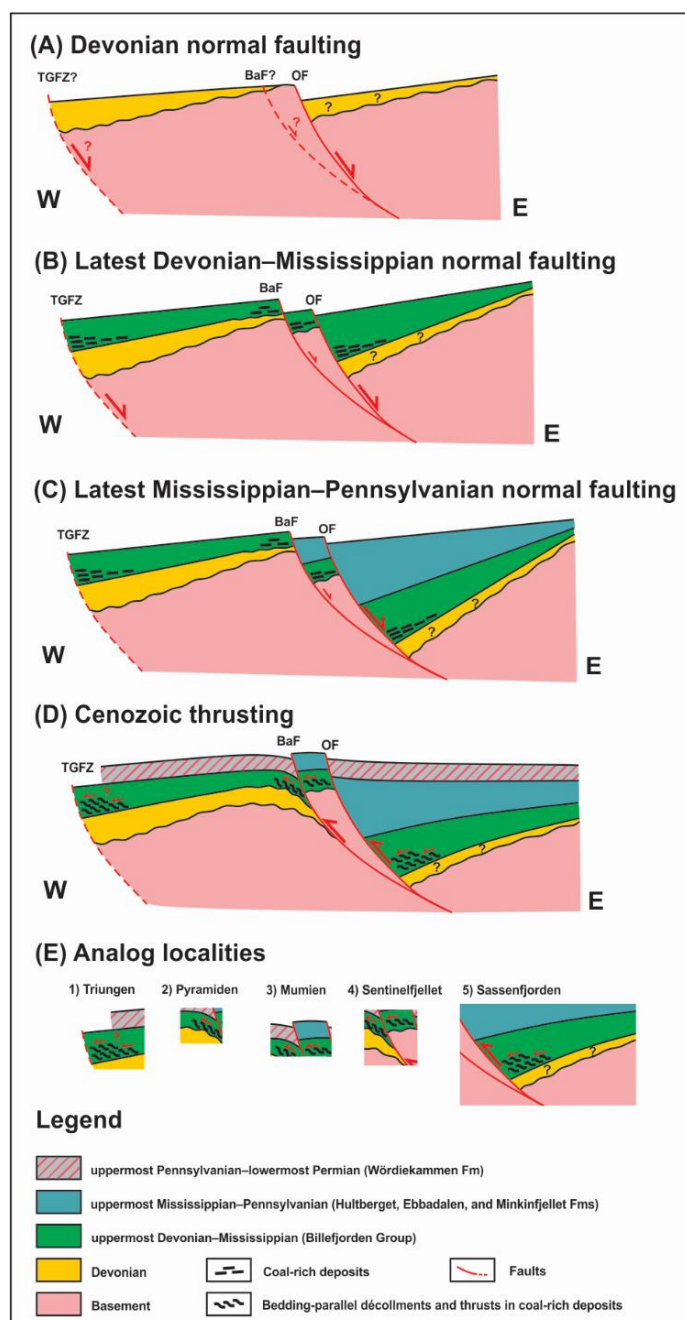 (A) Devonian normal faulting
TGFZ? BaF? OF
? ? ? ?
W E
(B) Latest Devonian–Mississippian normal faulting
TGFZ BaF OF
? ?
W E
(C) Latest Mississippian–Pennsylvanian normal faulting
TGFZ BaF OF
? ?
W E
(D) Cenozoic thrusting
TGFZ BaF OF
? ? ?
W E
(E) Analog localities
1) Triungen 2) Pyramiden 3) Mumien 4) Sentinelfjellet 5) Sassenfjorden
? ? ?
Legend
uppermost Pennsylvanian–lowermost Permian (Wördiekammen Fm)
uppermost Mississippian–Pennsylvanian (Hultberget, Ebbadalen, and Minkinfjellet Fms)
uppermost Devonian–Mississippian (Billefjorden Group)
Devonian Coal-rich deposits Faults
Basement Bedding-parallel décollments and thrusts in coal-rich deposits